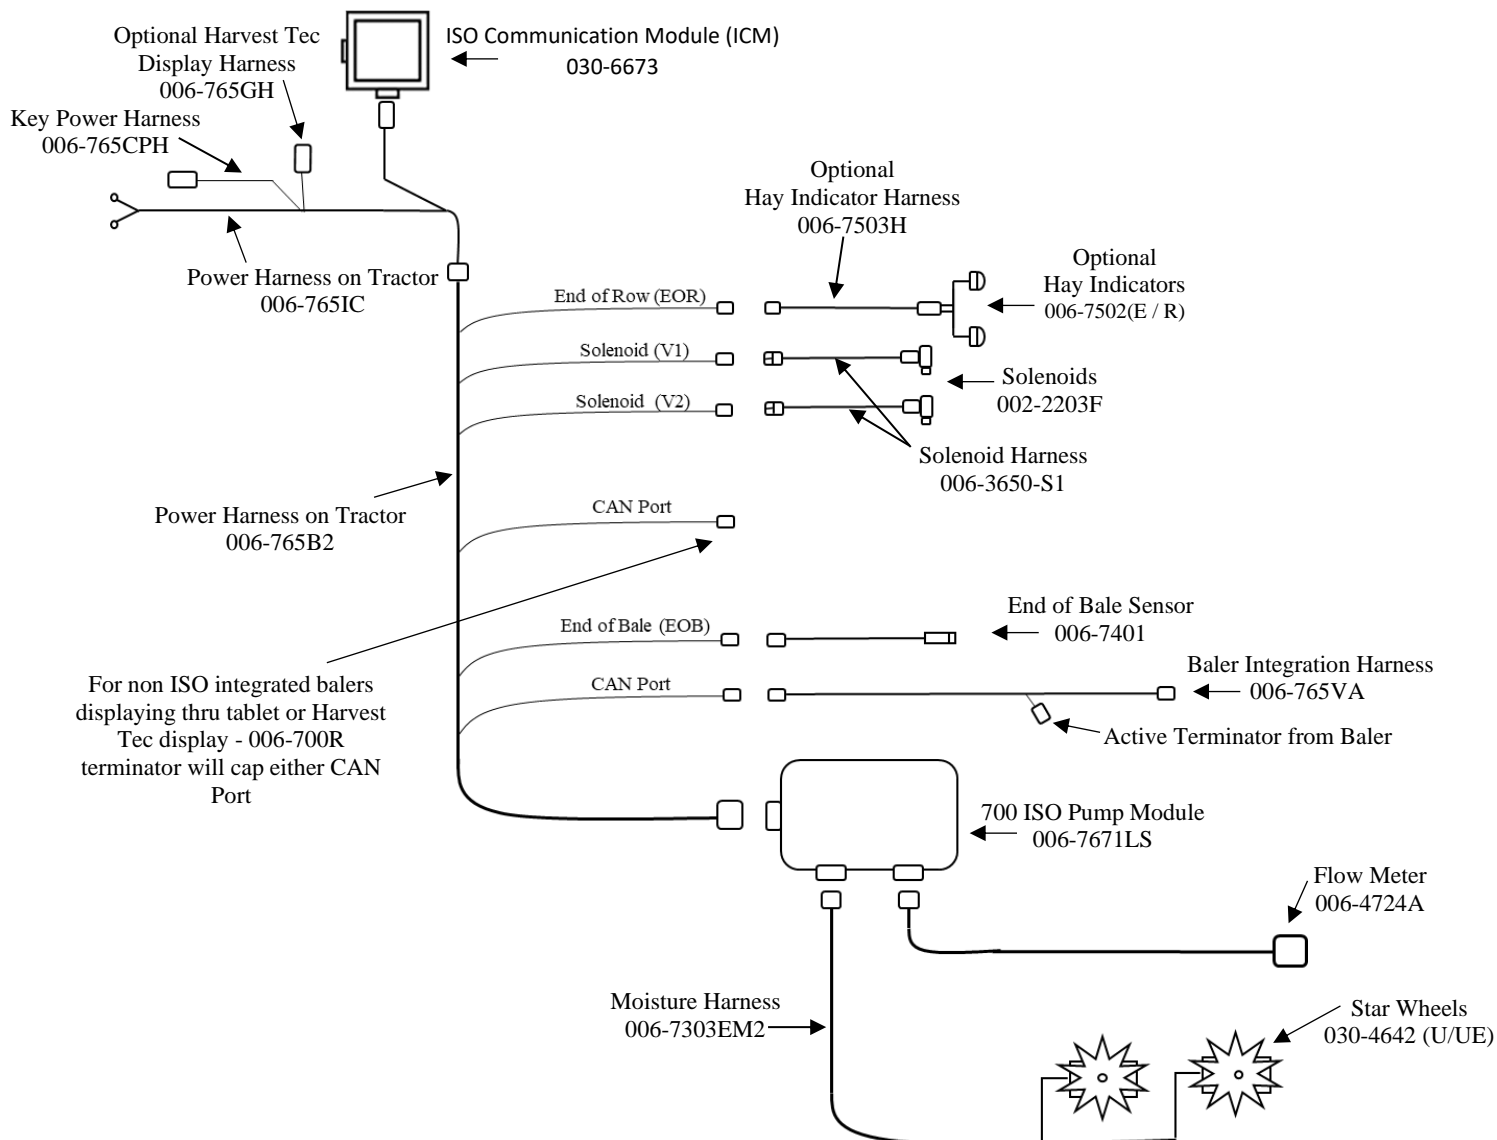 Optional Harvest Tec
Display Harness
006-765GH
ISO Communication Module (ICM)
030-6673
Key Power Harness
006-765CPH
Power Harness on Tractor
006-765IC
Optional
Hay Indicator Harness
006-7503H
Optional
Hay Indicators
006-7502(E / R)
End of Row (EOR)
Solenoid (V1)
Solenoid (V2)
Solenoids
002-2203F
Solenoid Harness
006-3650-S1
Power Harness on Tractor
006-765B2
CAN Port
End of Bale (EOB)
End of Bale Sensor
006-7401
CAN Port
Baler Integration Harness
006-765VA
Active Terminator from Baler
For non ISO integrated balers
displaying thru tablet or Harvest
Tec display - 006-700R
terminator will cap either CAN
Port
700 ISO Pump Module
006-7671LS
Flow Meter
006-4724A
Moisture Harness
006-7303EM2
Star Wheels
030-4642 (U/UE)